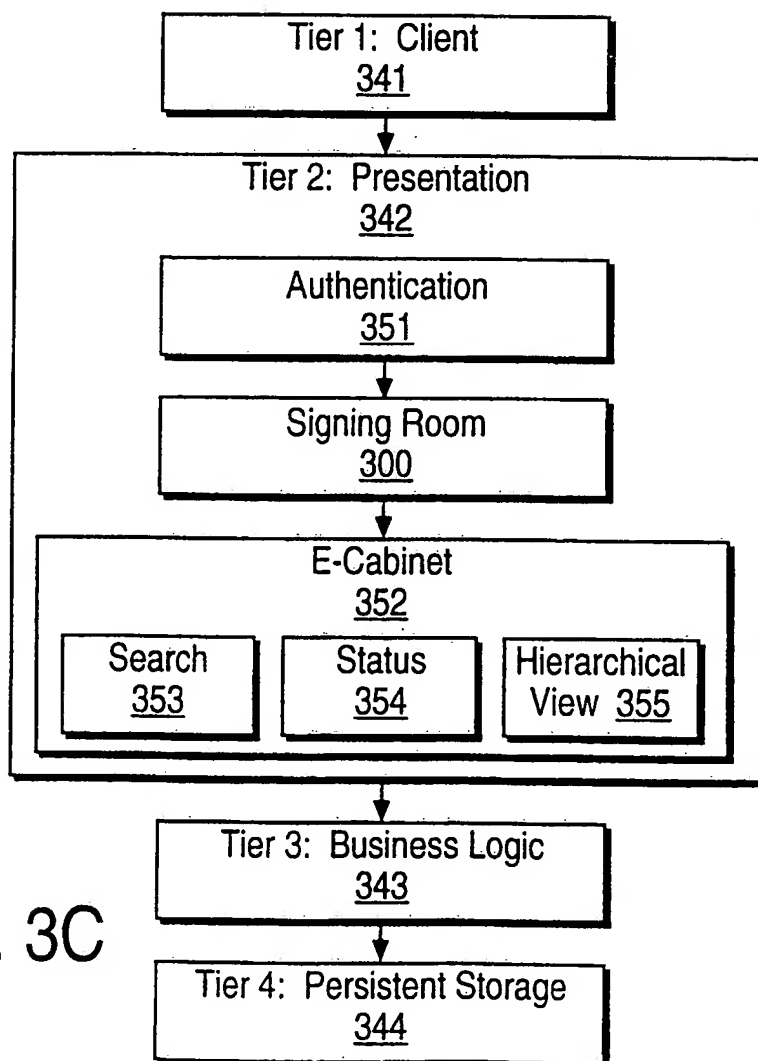 Tier 1: Client
341
Tier 2: Presentation
342
Authentication
351
Signing Room
300
E-Cabinet
352
Search
353
Status
354
Hierarchical
View 355
Tier 3: Business Logic
343
3C
Tier 4: Persistent Storage
344